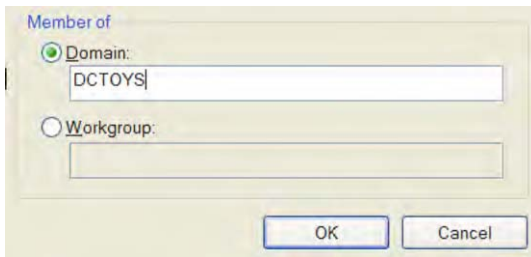 Member of
Domain:
DCTOYS
Workgroup:
OK Cancel